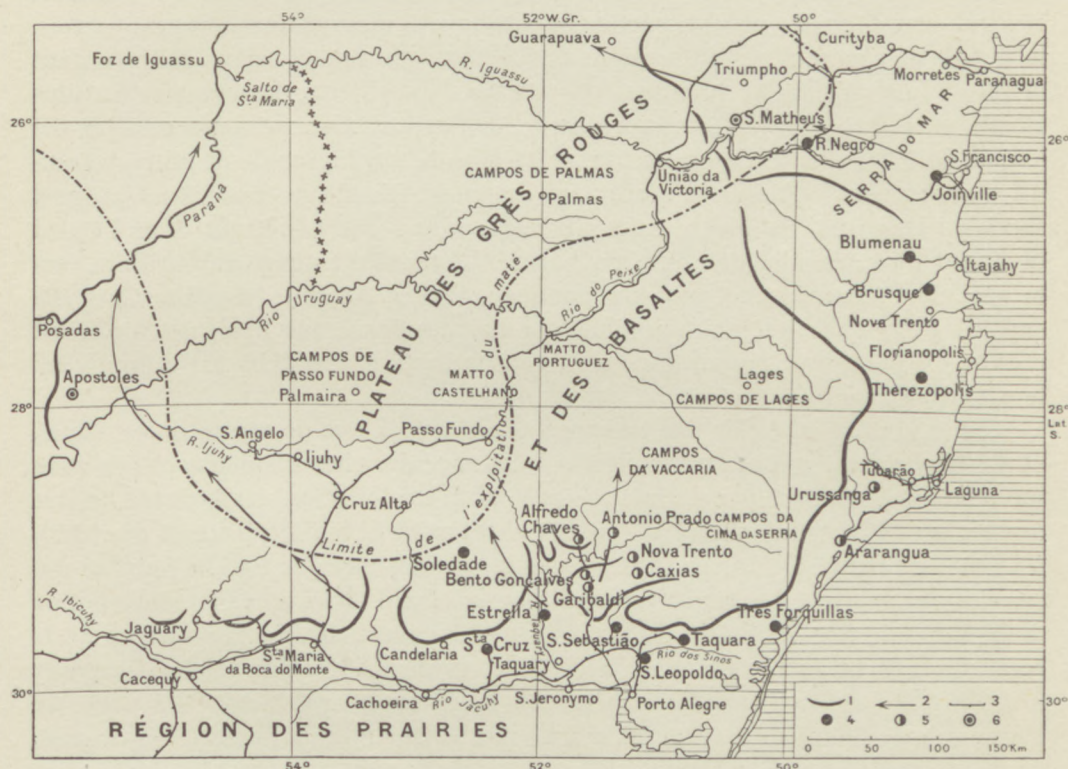 54°
52° W. Gr.
50°
Guarapuava
Curityba
Foz de Iguassu
R. Iguassu
Triumpho
Morretes
Paranagua
Salto de
Sta Maria
26°
S. Matheus
26°
R. Negro
SERRA DO MAR
S. Francisco
CAMPOS DE PALMAS
União da
Victoria
Joinville
Palmas
Parana
Blumenau
Itajahy
Rio Uruguay
Rio do Peixe
Brusque
Nova Trento
Posadas
MATTO
PORTUGUEZ
Florianopolis
CAMPOS DE
PASSO FUNDO
Apostoles
MATTO
CASTELHANO
Lages
Therezopolis
Palmaira
CAMPOS DE LAGES
28°
28°
Lat
S.
PLATEAU DES GRÈS ROUGES
ET DES BASALTES
Passo Fundo
S. Angelo
R. Ijuhy
Ijuhy
CAMPOS
DA VACCARIA
Tubarão
Urussanga
Laguna
Cruz Alta
Limite de l'expoitation du maté
Alfredo
Chaves
Antonio Prado
CAMPOS DA
CIMA DA SERRA
Ararangua
Soledade
Nova Trento
Bento Gonçalves
Caxias
Garibaldi
R. Ibicuhy
Estrella
Tres Forquillas
Jaguary
S. Sebastião
Taquara
Sta Maria
da Boca do Monte
Candelaria
Sta Cruz
Taquary
Rio dos Sinos
S. Leopoldo
Cacequy
Cachoeira
Rio Jacuhy
S. Jeronymo
Porto Alegre
30°
30°
RÉGION DES PRAIRIES
1
2
3
4
5
6
0 50 100 150 Km
54°
52°
50°